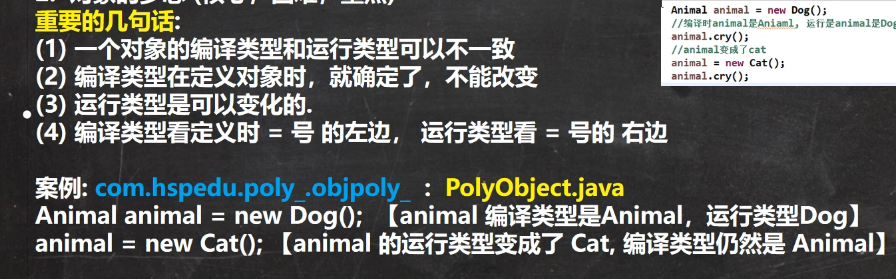 重要的几句话:
(1) 一个对象的编译类型和运行类型可以不一致
(2) 编译类型在定义对象时，就确定了，不能改变
(3) 运行类型是可以变化的.
(4) 编译类型看定义时 = 号 的左边， 运行类型看 = 号的 右边
案例: com.hspedu.poly_.objpoly_ ： PolyObject.java
Animal animal = new Dog(); 【animal 编译类型是Animal，运行类型Dog】
animal = new Cat(); 【animal 的运行类型变成了 Cat, 编译类型仍然是 Animal】
Animal animal = new Dog();
//编译时animal是Aniaml, 运行是animal是Dog
animal.cry();
//animal变成了cat
animal = new Cat();
animal.cry();